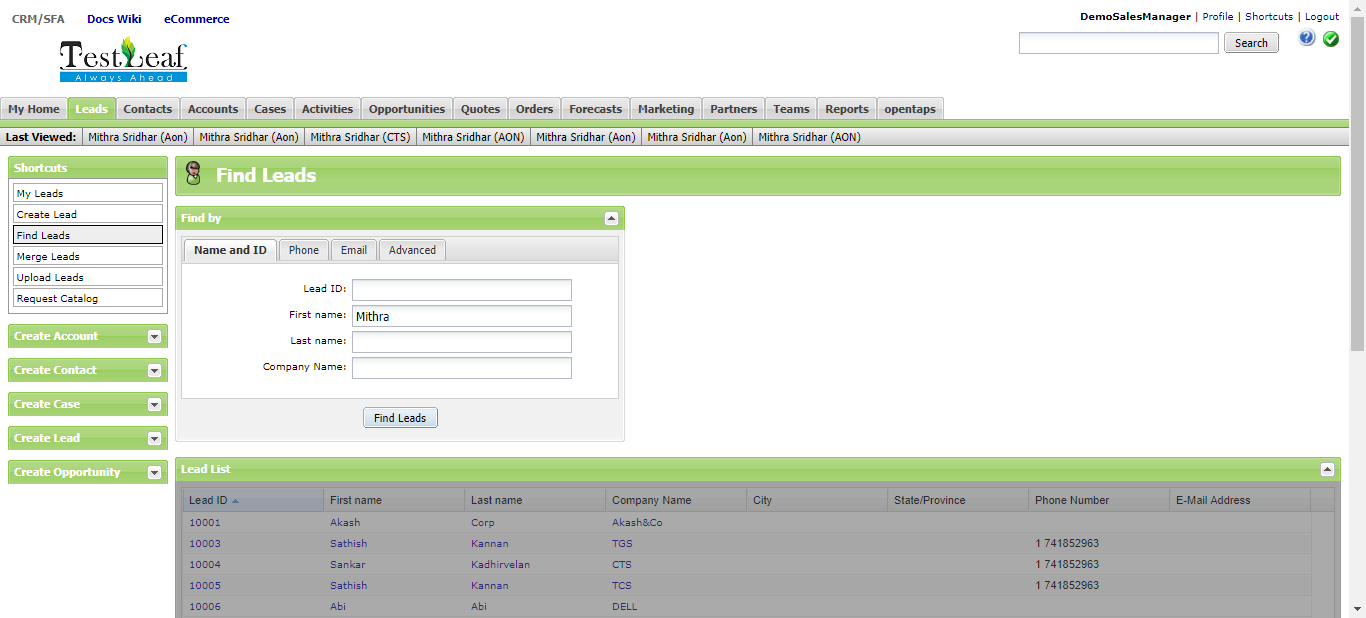 CRM/SFA Docs Wiki eCommerce
DemoSalesManager | Profile | Shortcuts | Logout
TestLeaf
Always Ahead
Search
?
My Home Leads Contacts Accounts Cases Activities Opportunities Quotes Orders Forecasts Marketing Partners Teams Reports opentaps
Last Viewed: Mithra Sridhar (Aon) Mithra Sridhar (Aon) Mithra Sridhar (CTS) Mithra Sridhar (AON) Mithra Sridhar (Aon) Mithra Sridhar (Aon) Mithra Sridhar (AON)
Shortcuts
My Leads
Create Lead
Find Leads
Merge Leads
Upload Leads
Request Catalog
Create Account
Create Contact
Create Case
Create Lead
Create Opportunity
Find Leads
Find by
Name and ID Phone Email Advanced
Lead ID:
First name: Mithra
Last name:
Company Name:
Find Leads
Lead List
Lead ID First name Last name Company Name City State/Province Phone Number E-Mail Address
10001 Akash Corp Akash&Co
10003 Sathish Kannan TGS 1 741852963
10004 Sankar Kadhirvelan CTS 1 741852963
10005 Sathish Kannan TCS 1 741852963
10006 Abi Abi DELL